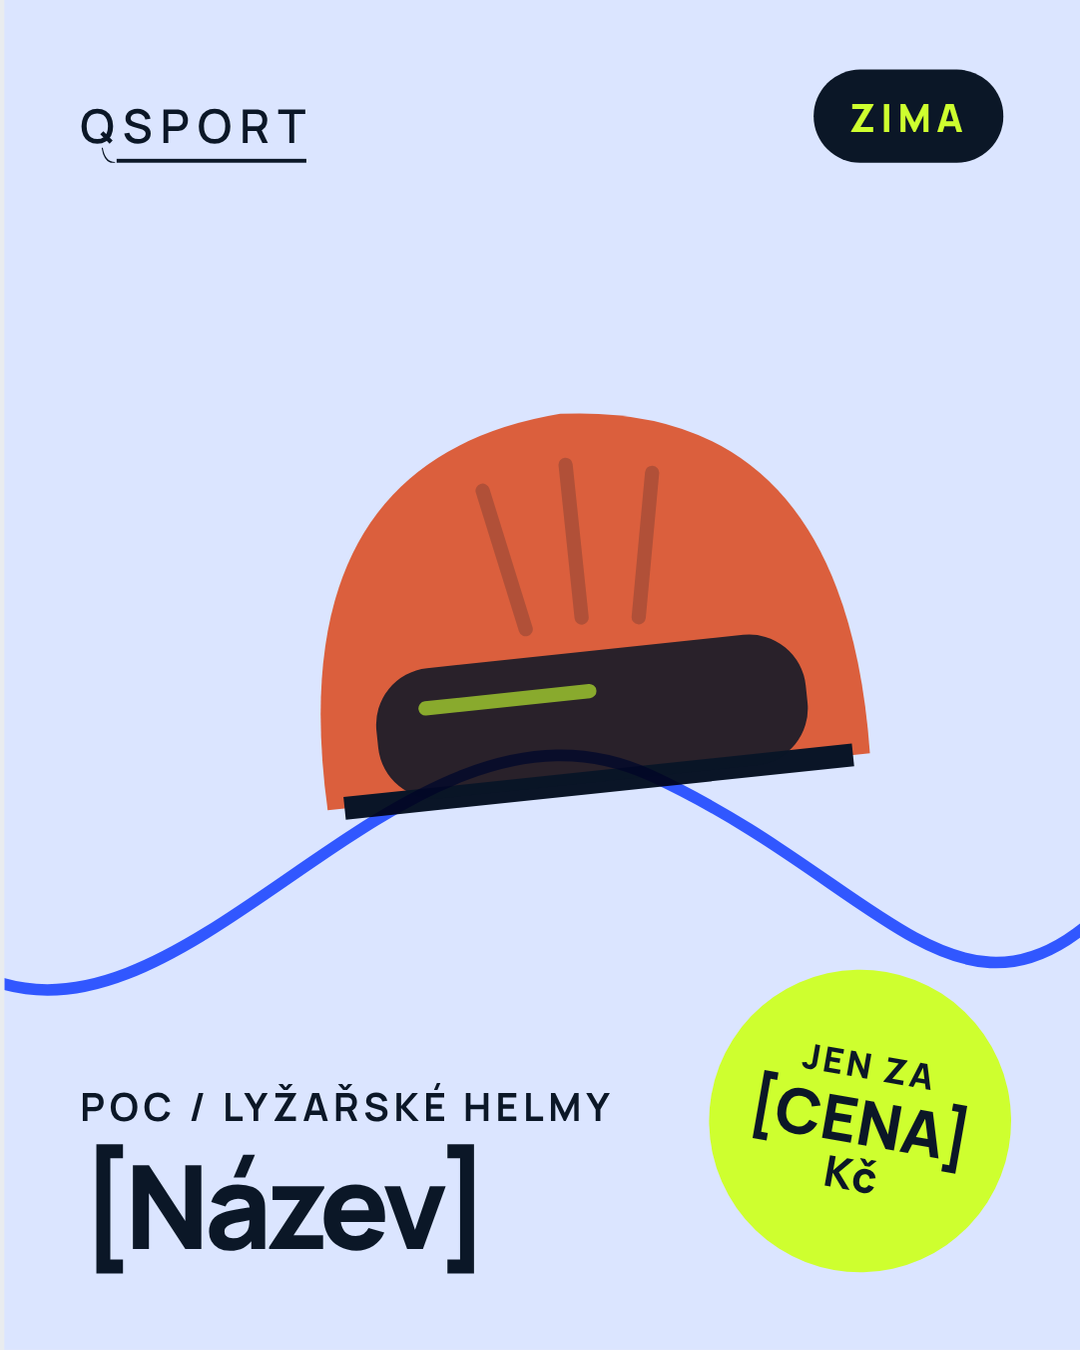 QSPORT
ZIMA
POC / LYŽAŘSKÉ HELMY
[Název]
JEN ZA
[CENA]
Kč